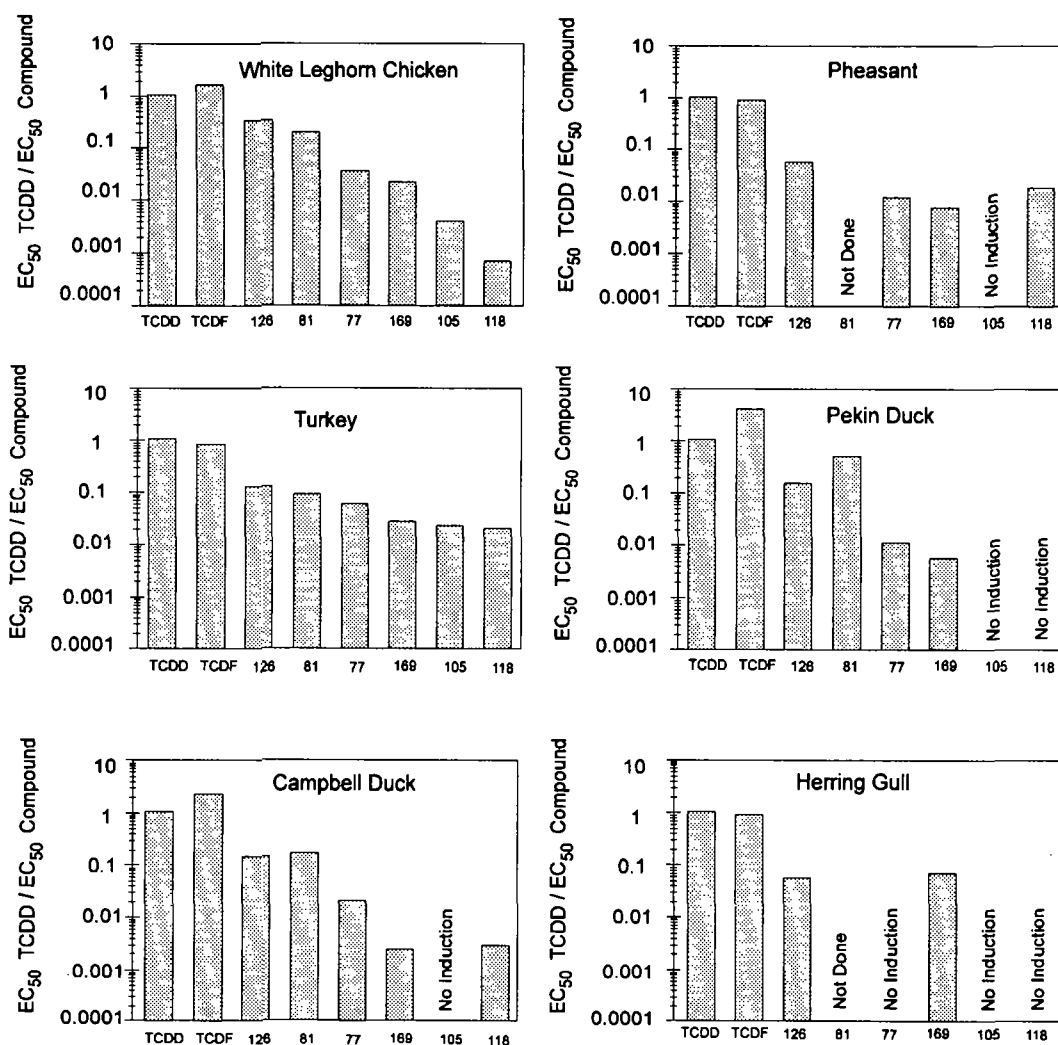 EC50 TCDD / EC50 Compound
10
1
0.1
0.01
0.001
0.0001
White Leghorn Chicken
TCDD TCDF 126 81 77 169 105 118
EC50 TCDD / EC50 Compound
10
1
0.1
0.01
0.001
0.0001
Pheasant
Not Done
No Induction
TCDD TCDF 126 81 77 169 105 118
EC50 TCDD / EC50 Compound
10
1
0.1
0.01
0.001
0.0001
Turkey
TCDD TCDF 126 81 77 169 105 118
EC50 TCDD / EC50 Compound
10
1
0.1
0.01
0.001
0.0001
Pekin Duck
No Induction
No Induction
TCDD TCDF 126 81 77 169 105 118
EC50 TCDD / EC50 Compound
10
1
0.1
0.01
0.001
0.0001
Campbell Duck
No Induction
TCDD TCDF 126 81 77 169 105 118
EC50 TCDD / EC50 Compound
10
1
0.1
0.01
0.001
0.0001
Herring Gull
Not Done
No Induction
No Induction
No Induction
TCDD TCDF 126 81 77 169 105 118